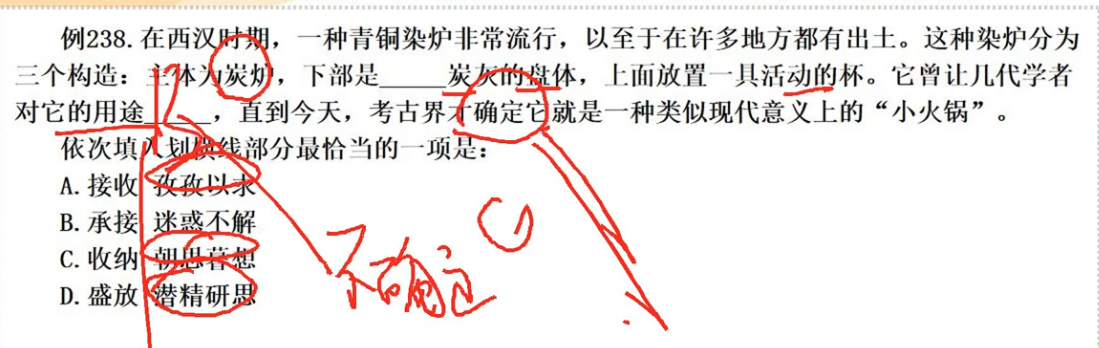 例238.在西汉时期，一种青铜染炉非常流行，以至于在许多地方都有出土。这种染炉分为
三个构造：主体为炭炉，下部是_____炭灰的盘体，上面放置一具活动的杯。它曾让几代学者
对它的用途_____，直到今天，考古界才确定它就是一种类似现代意义上的“小火锅”。
依次填入划横线部分最恰当的一项是：
A.接收 孜孜以求
B.承接 迷惑不解
C.收纳 朝思暮想
D.盛放 潜精研思
不确定